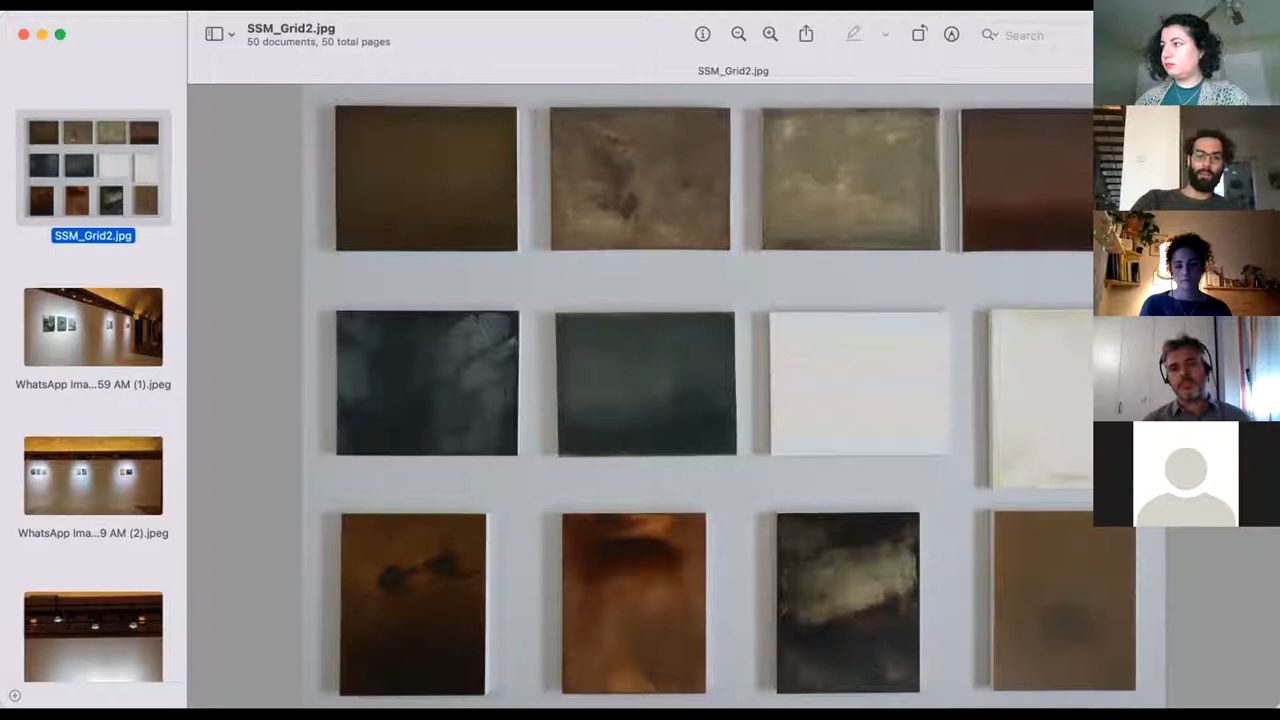 SSM_Grid2.jpg
50 documents, 50 total pages
Search
SSM_Grid2.jpg
SSM_Grid2.jpg
WhatsApp Ima...59 AM (1).jpeg
WhatsApp Ima...9 AM (2).jpeg